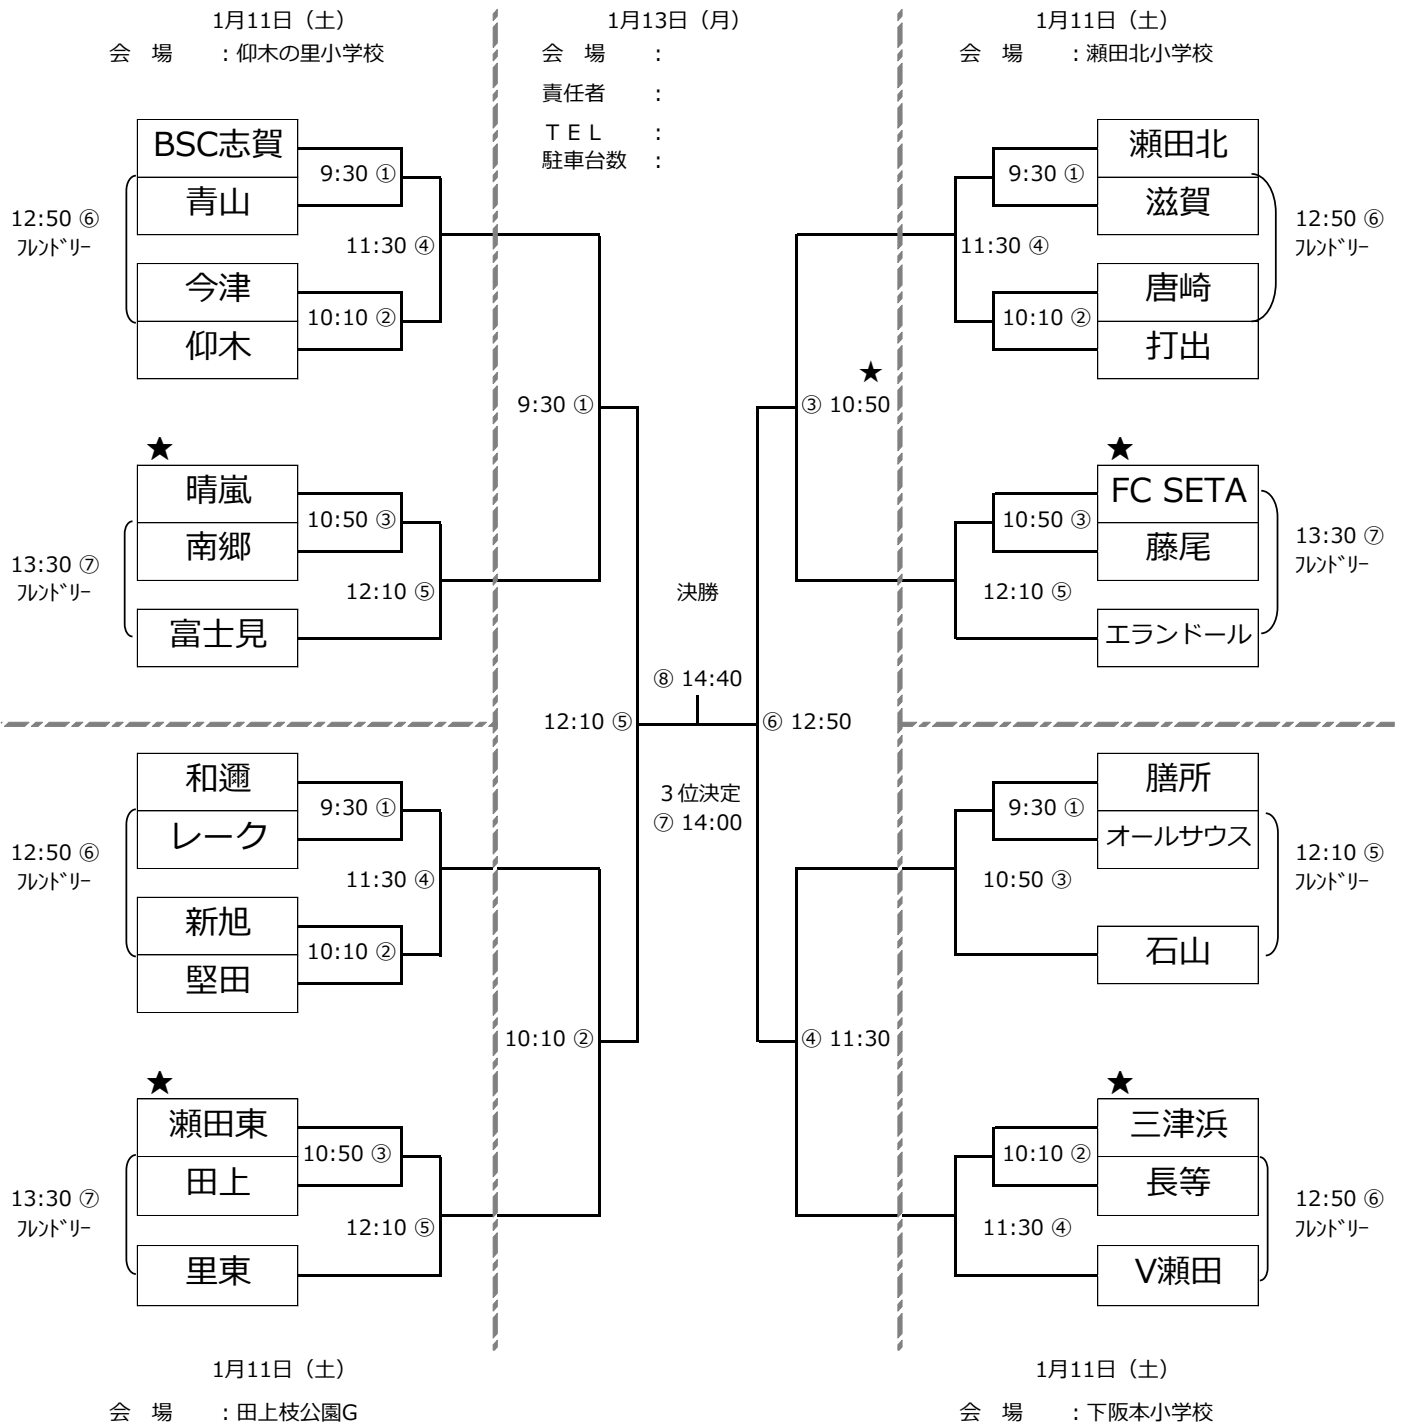 1月11日（土）
会　場　：仰木の里小学校
1月13日（月）
会　場　：
責任者　：
ＴＥＬ　：
駐車台数　：
1月11日（土）
会　場　：瀬田北小学校
BSC志賀
9:30 ①
青山
12:50 ⑥
ﾌﾚﾝﾄﾞﾘｰ
11:30 ④
今津
10:10 ②
仰木
★
晴嵐
10:50 ③
南郷
13:30 ⑦
ﾌﾚﾝﾄﾞﾘｰ
12:10 ⑤
富士見
9:30 ①
和邇
9:30 ①
レーク
12:50 ⑥
ﾌﾚﾝﾄﾞﾘｰ
11:30 ④
新旭
10:10 ②
堅田
★
瀬田東
10:50 ③
田上
13:30 ⑦
ﾌﾚﾝﾄﾞﾘｰ
12:10 ⑤
里東
10:10 ②
12:10 ⑤
決勝
⑧ 14:40
３位決定
⑦ 14:00
⑥ 12:50
★
③ 10:50
④ 11:30
瀬田北
9:30 ①
滋賀
12:50 ⑥
ﾌﾚﾝﾄﾞﾘｰ
11:30 ④
唐崎
10:10 ②
打出
★
FC SETA
10:50 ③
藤尾
13:30 ⑦
ﾌﾚﾝﾄﾞﾘｰ
12:10 ⑤
エランドール
膳所
9:30 ①
オールサウス
12:10 ⑤
ﾌﾚﾝﾄﾞﾘｰ
10:50 ③
石山
★
三津浜
10:10 ②
長等
12:50 ⑥
ﾌﾚﾝﾄﾞﾘｰ
11:30 ④
V瀬田
1月11日（土）
会　場　：田上枝公園G
1月11日（土）
会　場　：下阪本小学校